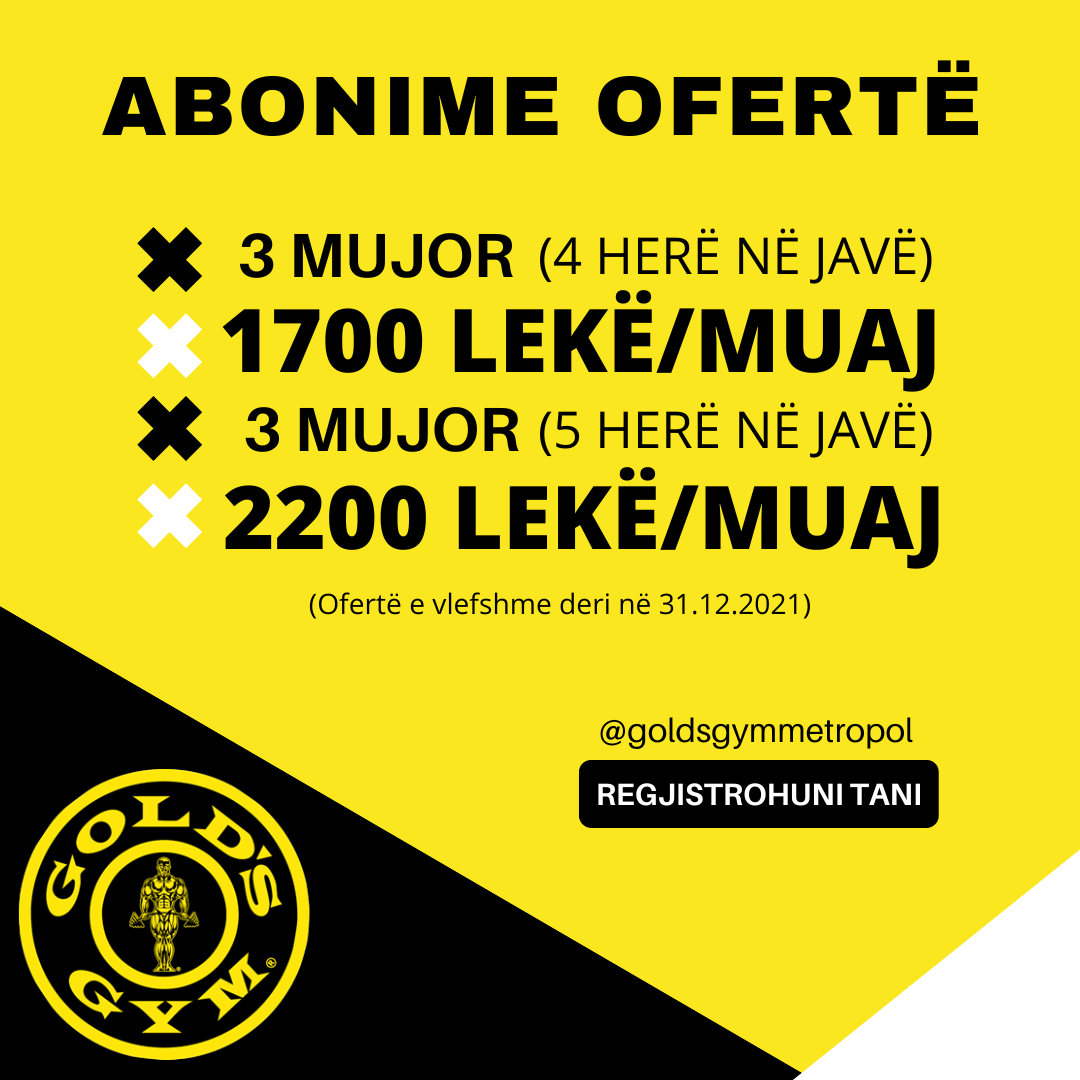 ABONIME OFERTË
3 MUJOR (4 HERË NË JAVË)
1700 LEKË/MUAJ
3 MUJOR (5 HERË NË JAVË)
2200 LEKË/MUAJ
(Ofertë e vlefshme deri në 31.12.2021)
@goldsgymmetropol
REGJISTROHUNI TANI
GOLD'S
GYM®